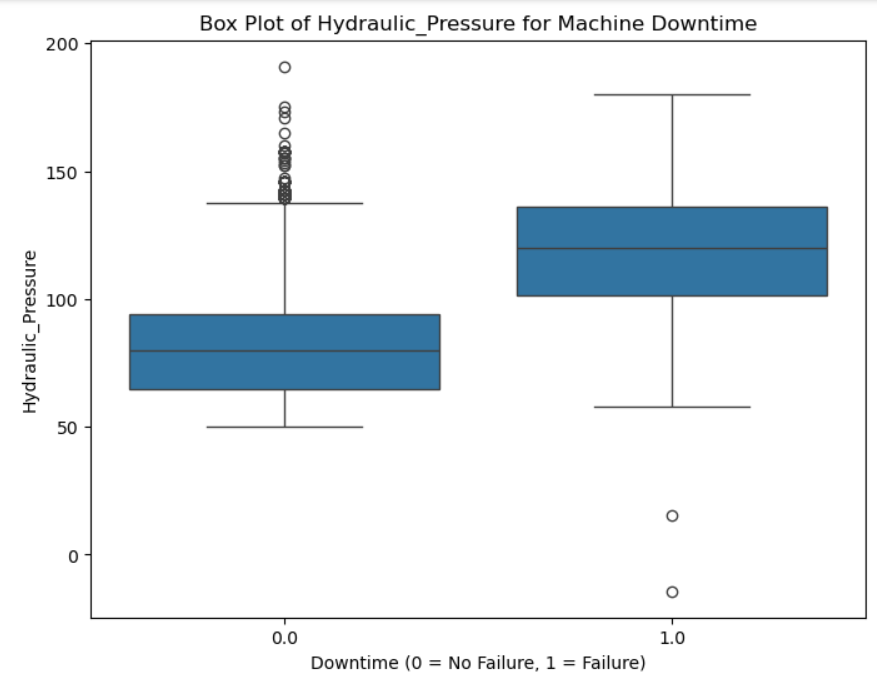 Box Plot of Hydraulic_Pressure for Machine Downtime
200
150
100
50
0
Hydraulic_Pressure
0.0
1.0
Downtime (0 = No Failure, 1 = Failure)